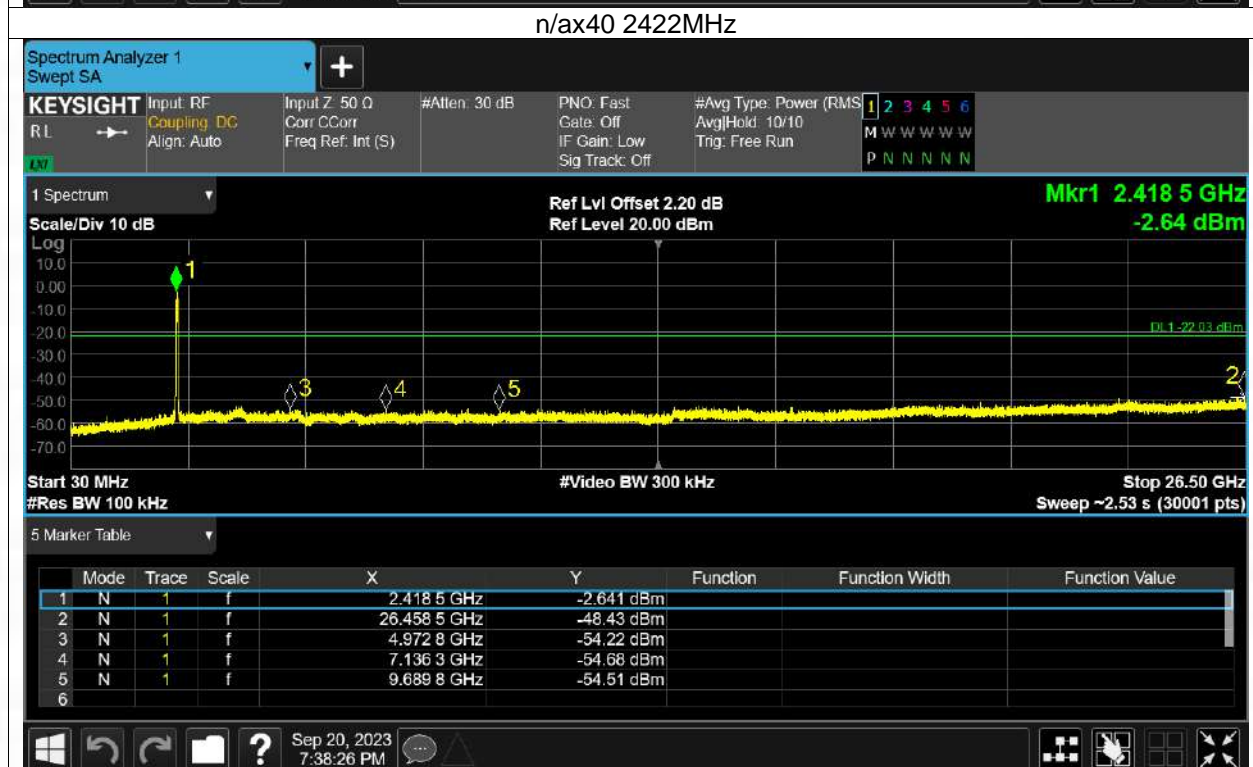 n/ax40 2422MHz
Spectrum Analyzer 1
Swept SA
+
KEYSIGHT Input: RF Input Z: 50 Ω #Atten: 30 dB PNO: Fast #Avg Type: Power (RMS 1 2 3 4 5 6
RL Coupling: DC Corr CCorr Gate: Off Avg|Hold: 10/10 M W W W W W
Align: Auto Freq Ref: Int (S) IF Gain: Low Trig: Free Run
LXI Sig Track: Off P N N N N N
1 Spectrum
Ref Lvl Offset 2.20 dB Mkr1 2.418 5 GHz
Scale/Div 10 dB Ref Level 20.00 dBm -2.64 dBm
Log
10.0
1
0.00
-10.0
-20.0
DL1 -22.03 dBm
-30.0
-40.0
3 4 5 2
-50.0
-60.0
-70.0
Start 30 MHz #Video BW 300 kHz Stop 26.50 GHz
#Res BW 100 kHz Sweep ~2.53 s (30001 pts)
5 Marker Table
Mode Trace Scale X Y Function Function Width Function Value
1 N 1 f 2.418 5 GHz -2.641 dBm
2 N 1 f 26.458 5 GHz -48.43 dBm
3 N 1 f 4.972 8 GHz -54.22 dBm
4 N 1 f 7.136 3 GHz -54.68 dBm
5 N 1 f 9.689 8 GHz -54.51 dBm
6
? Sep 20, 2023
7:38:26 PM